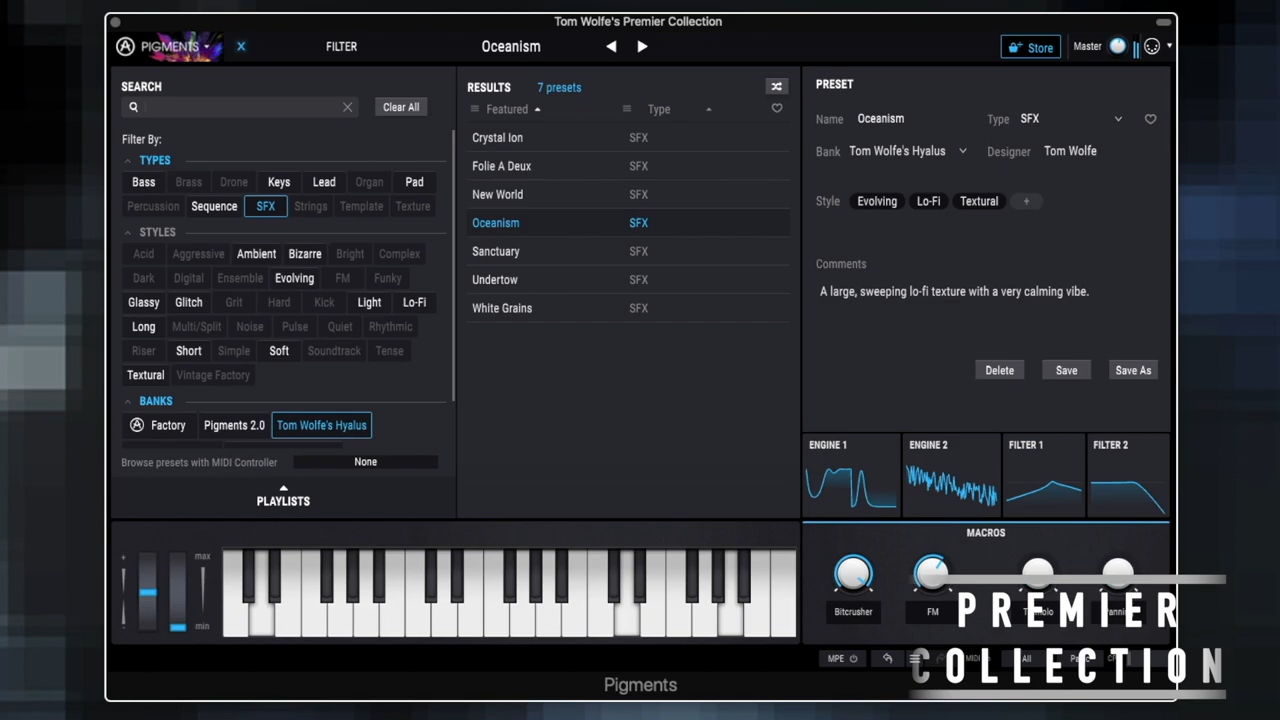 Tom Wolfe's Premier Collection
PIGMENTS
FILTER
Oceanism
Store
Master
SEARCH
Clear All
Filter By:
TYPES
Bass Brass Drone Keys Lead Organ Pad
Percussion Sequence SFX Strings Template Texture
STYLES
Acid Aggressive Ambient Bizarre Bright Complex
Dark Digital Ensemble Evolving FM Funky
Glassy Glitch Grit Hard Kick Light Lo-Fi
Long Multi/Split Noise Pulse Quiet Rhythmic
Riser Short Simple Soft Soundtrack Tense
Textural Vintage Factory
BANKS
Factory Pigments 2.0 Tom Wolfe's Hyalus
Browse presets with MIDI Controller None
PLAYLISTS
RESULTS 7 presets
Featured Type
Crystal Ion SFX
Folie A Deux SFX
New World SFX
Oceanism SFX
Sanctuary SFX
Undertow SFX
White Grains SFX
PRESET
Name Oceanism Type SFX
Bank Tom Wolfe's Hyalus Designer Tom Wolfe
Style Evolving Lo-Fi Textural +
Comments
A large, sweeping lo-fi texture with a very calming vibe.
Delete Save Save As
ENGINE 1 ENGINE 2 FILTER 1 FILTER 2
MACROS
Bitcrusher FM
max
min
MPE MIDI All
PREMIER
COLLECTION
Pigments